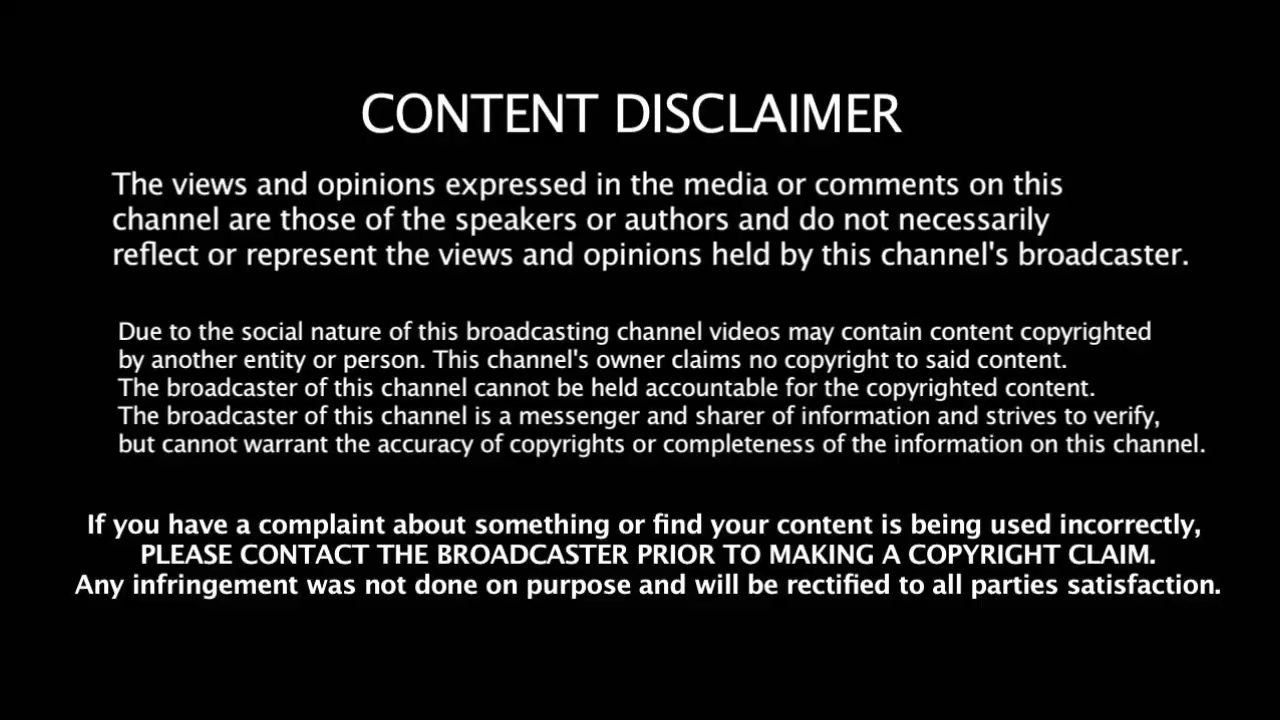 CONTENT DISCLAIMER
The views and opinions expressed in the media or comments on this
channel are those of the speakers or authors and do not necessarily
reflect or represent the views and opinions held by this channel's broadcaster.
Due to the social nature of this broadcasting channel videos may contain content copyrighted
by another entity or person. This channel's owner claims no copyright to said content.
The broadcaster of this channel cannot be held accountable for the copyrighted content.
The broadcaster of this channel is a messenger and sharer of information and strives to verify,
but cannot warrant the accuracy of copyrights or completeness of the information on this channel.
If you have a complaint about something or find your content is being used incorrectly,
PLEASE CONTACT THE BROADCASTER PRIOR TO MAKING A COPYRIGHT CLAIM.
Any infringement was not done on purpose and will be rectified to all parties satisfaction.